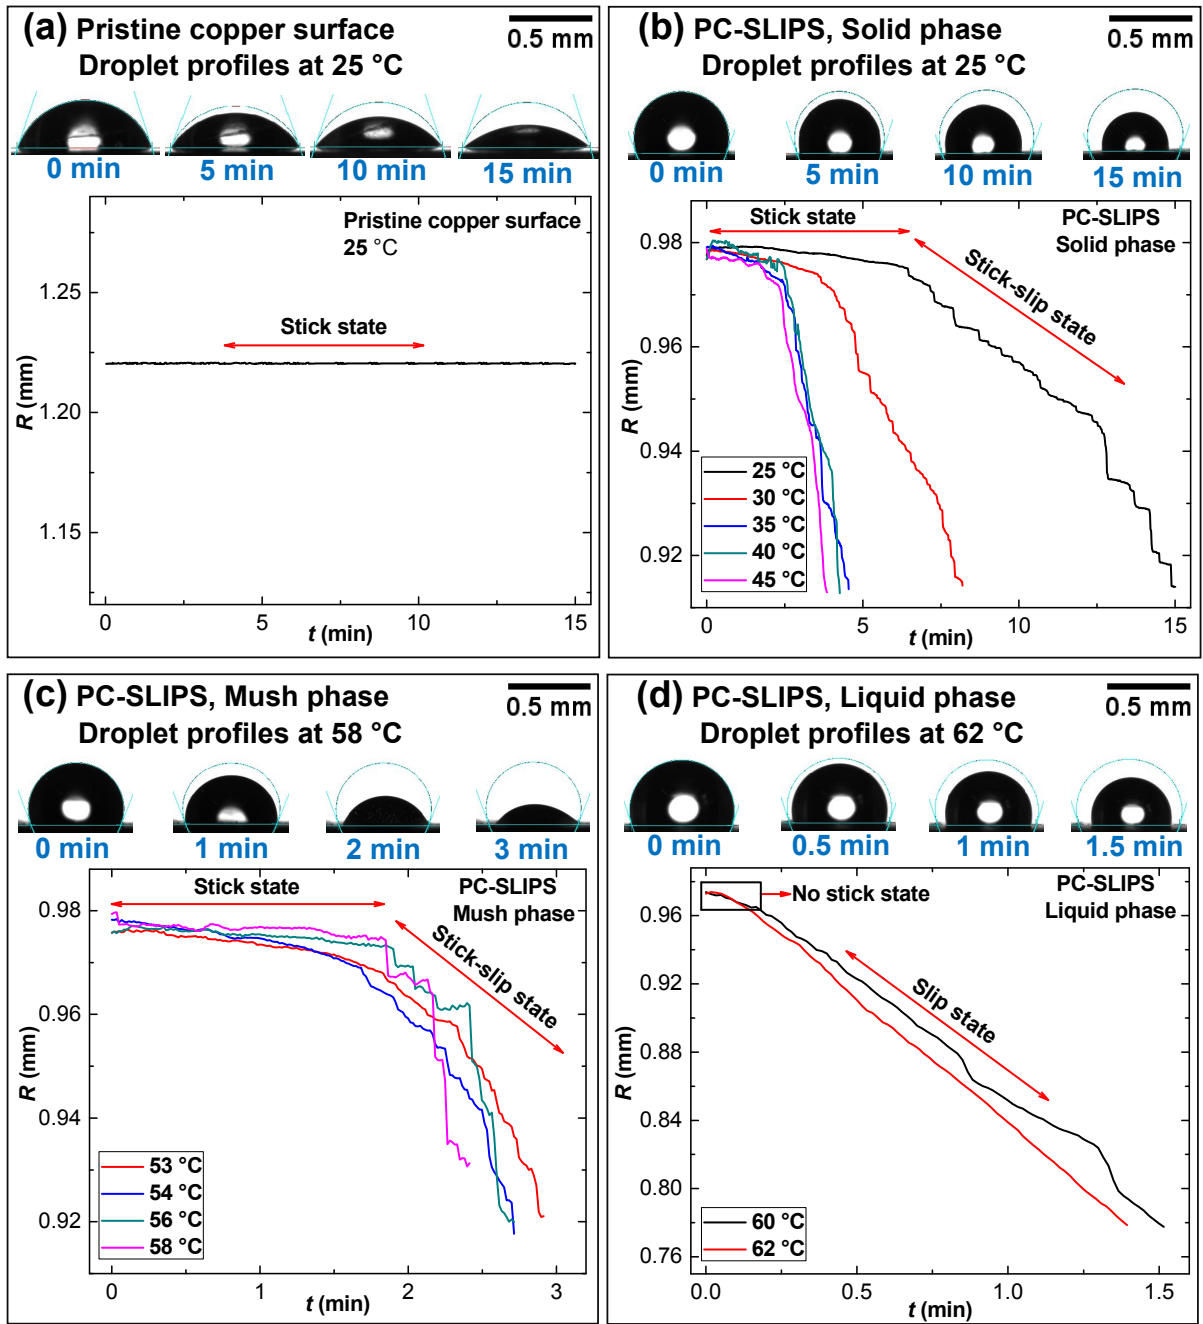 (a) Pristine copper surface
Droplet profiles at 25 °C
0.5 mm
0 min
5 min
10 min
15 min
Pristine copper surface
25 °C
Stick state
1.25
1.20
1.15
R (mm)
0
5
10
15
t (min)
(b) PC-SLIPS, Solid phase
Droplet profiles at 25 °C
0.5 mm
0 min
5 min
10 min
15 min
Stick state
PC-SLIPS
Solid phase
Stick-slip state
0.98
0.96
0.94
0.92
R (mm)
25 °C
30 °C
35 °C
40 °C
45 °C
0
5
10
15
t (min)
(c) PC-SLIPS, Mush phase
Droplet profiles at 58 °C
0.5 mm
0 min
1 min
2 min
3 min
Stick state
PC-SLIPS
Mush phase
Stick-slip state
0.98
0.96
0.94
0.92
R (mm)
53 °C
54 °C
56 °C
58 °C
0
1
2
3
t (min)
(d) PC-SLIPS, Liquid phase
Droplet profiles at 62 °C
0.5 mm
0 min
0.5 min
1 min
1.5 min
No stick state
PC-SLIPS
Liquid phase
Slip state
0.96
0.92
0.88
0.84
0.80
0.76
R (mm)
60 °C
62 °C
0.0
0.5
1.0
1.5
t (min)